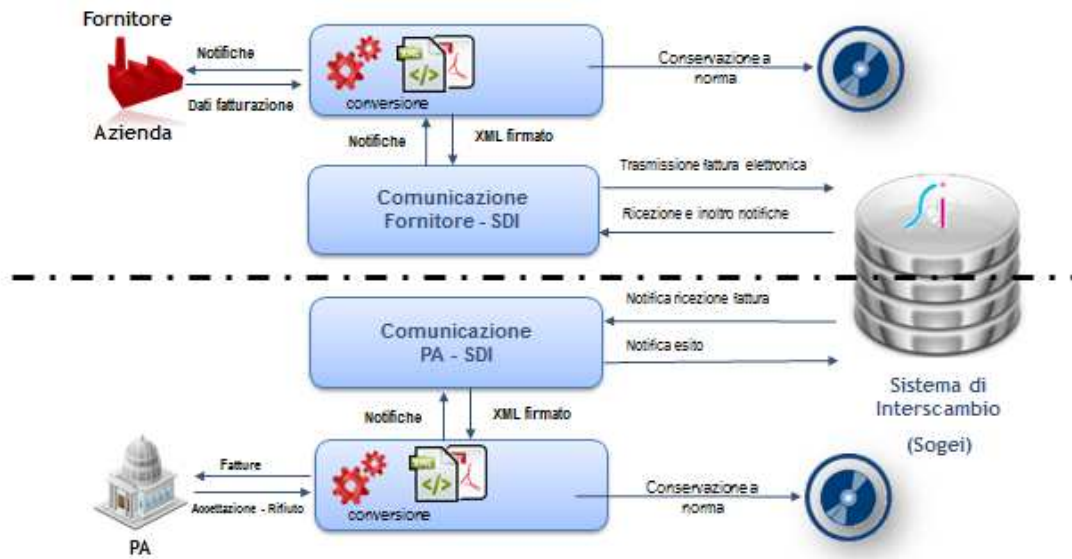 Fornitore
Notifiche
Dati fatturazione
Azienda
conversione
Conservazione a
norma
Notifiche
XML firmato
Comunicazione
Fornitore - SDI
Trasmissione fattura elettronica
Ricezione e inoltro notifiche
Sdi
Comunicazione
PA - SDI
Notifica ricezione fattura
Notifica esito
Sistema di
Interscambio
(Sogei)
Notifiche
XML firmato
Fatture
Accettazione - Rifiuto
PA
conversione
Conservazione a
norma